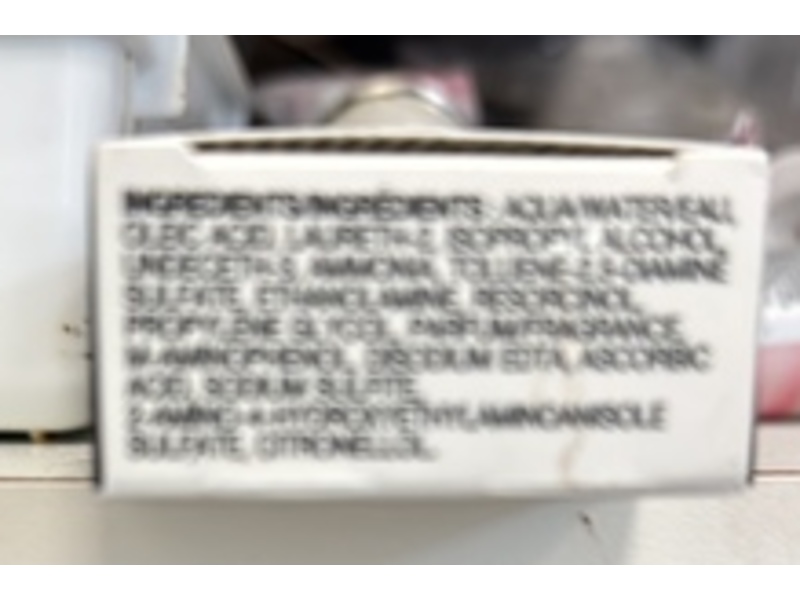 INGREDIENTS/INGRÉDIENTS: AQUA/WATER/EAU,
OLEIC ACID, LAURETH-2, ISOPROPYL ALCOHOL,
AMMONIA, TOLUENE-2,5-DIAMINE
SULFATE, ETHANOLAMINE, RESORCINOL,
PROPYLENE GLYCOL, PARFUM/FRAGRANCE,
M-AMINOPHENOL, DISODIUM EDTA, ASCORBIC
ACID, SODIUM SULFITE,
2-AMINO-4-HYDROXYETHYLAMINOANISOLE
SULFATE, CITRONELLOL.